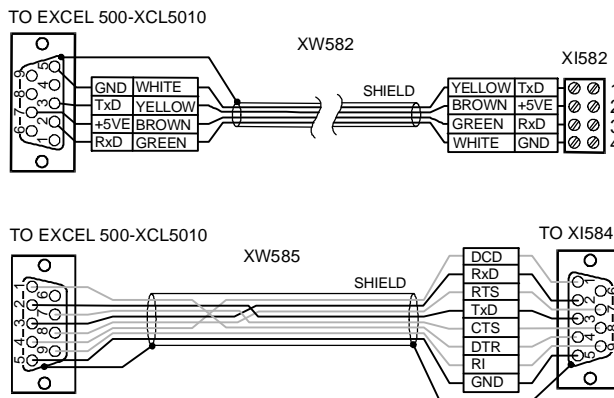 TO EXCEL 500-XCL5010
XW582
XI582
9 8 7 6
5 4 3 2 1
GND WHITE
TxD YELLOW
+5VE BROWN
RxD GREEN
SHIELD
YELLOW TxD
BROWN +5VE
GREEN RxD
WHITE GND
1
2
3
4
TO EXCEL 500-XCL5010
XW585
TO XI584
1 2 3 4 5
6 7 8 9
SHIELD
DCD
RxD
RTS
TxD
CTS
DTR
RI
GND
1 2 3 4 5
6 7 8 9